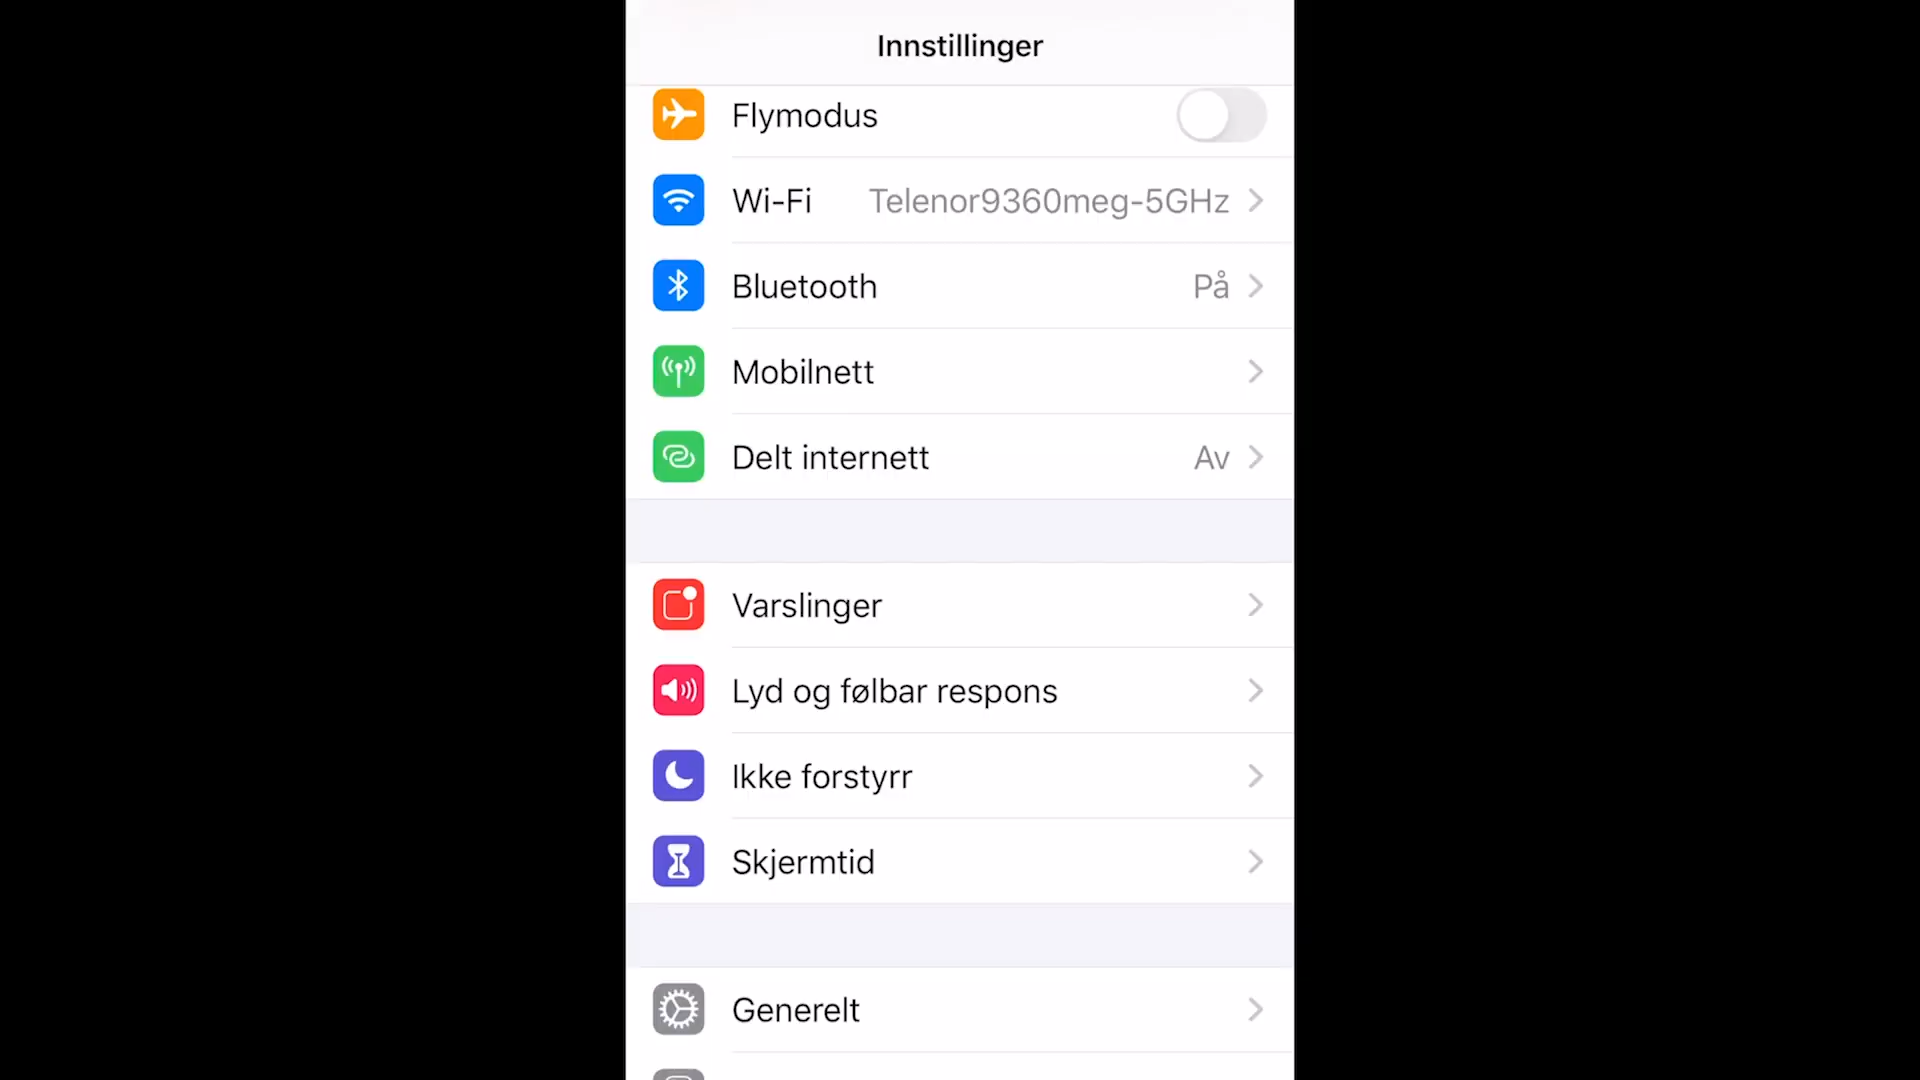 Innstillinger
Flymodus
Wi-Fi Telenor9360meg-5GHz
Bluetooth På
Mobilnett
Delt internett Av
Varslinger
Lyd og følbar respons
Ikke forstyrr
Skjermtid
Generelt